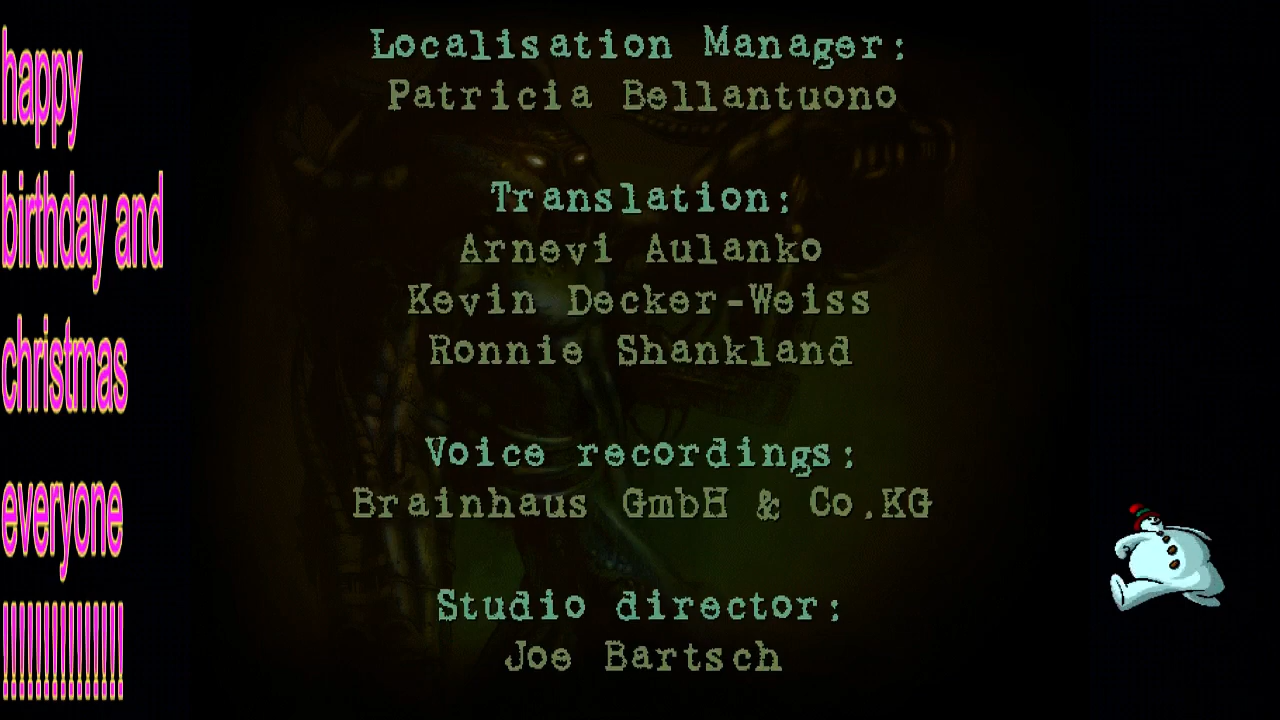 happy
birthday and
christmas
everyone
!!!!!!!!!!!!!!
Localisation Manager:
Patricia Bellantuono
Translation:
Arnevi Aulanko
Kevin Decker-Weiss
Ronnie Shankland
Voice recordings:
Brainhaus GmbH & Co.KG
Studio director:
Joe Bartsch